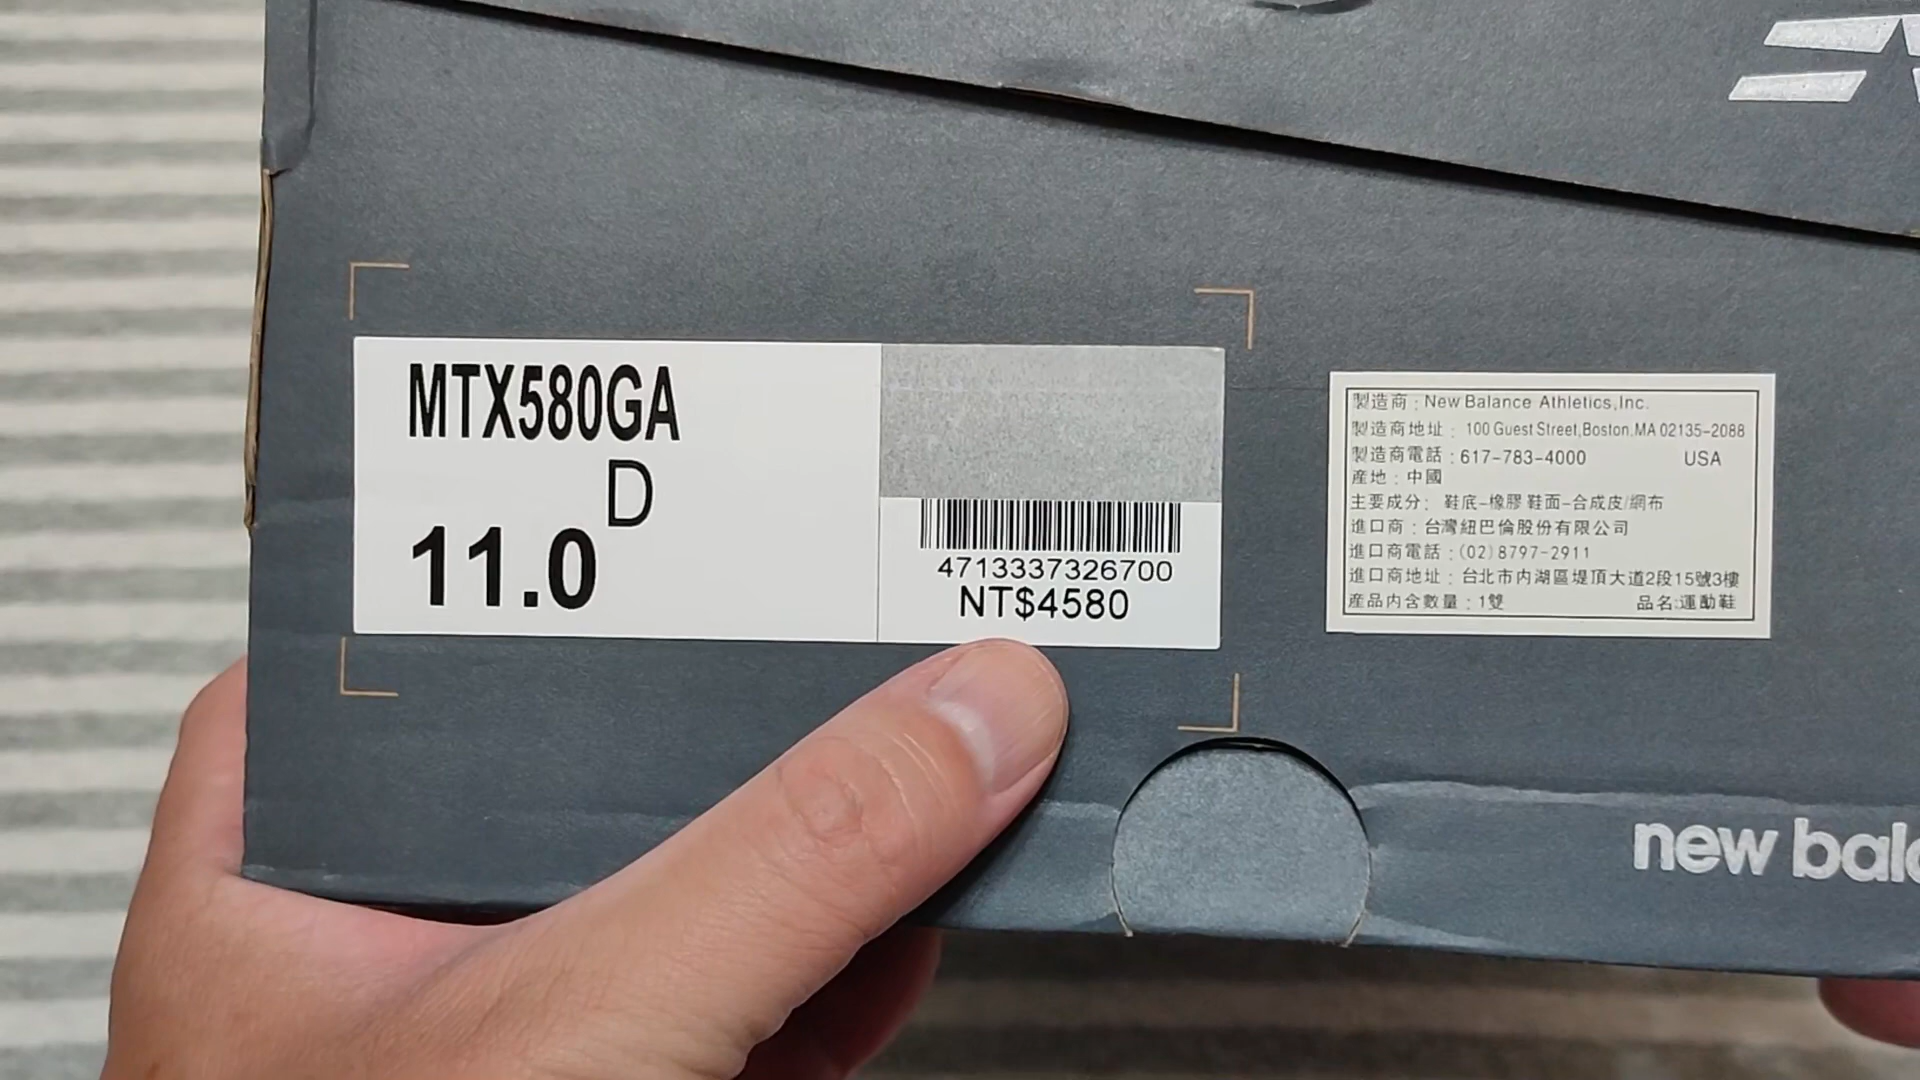 MTX580GA
D
11.0
4713337326700
NT$4580
製造商：New Balance Athletics,Inc.
製造商地址： 100 Guest Street,Boston.MA 02135-2088
製造商電話：617-783-4000 USA
產地：中國
主要成分： 鞋底-橡膠 鞋面-合成皮/網布
進口商：台灣紐巴倫股份有限公司
進口商電話：(02)8797-2911
進口商地址：台北市內湖區堤頂大道2段15號3樓
產品內含數量：1雙 品名:運動鞋
new bala